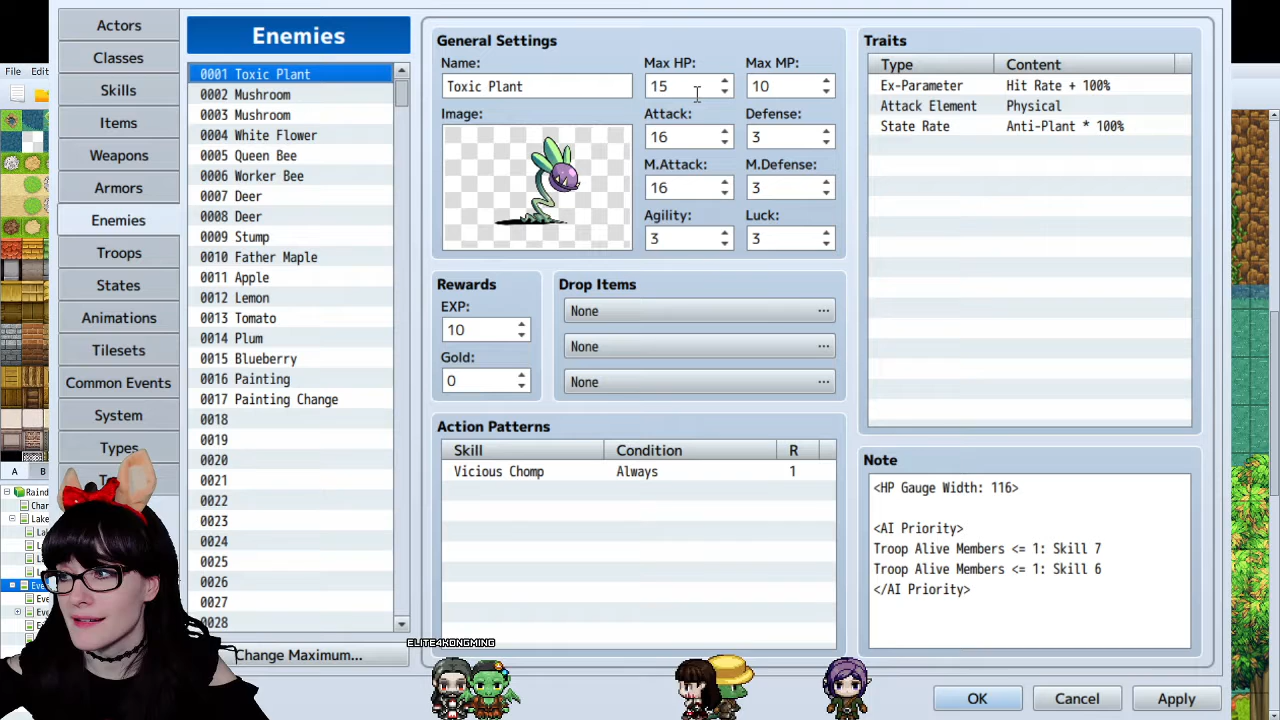 File Edit
Actors
Classes
Skills
Items
Weapons
Armors
Enemies
Troops
States
Animations
Tilesets
Common Events
System
Types
Enemies
0001 Toxic Plant
0002 Mushroom
0003 Mushroom
0004 White Flower
0005 Queen Bee
0006 Worker Bee
0007 Deer
0008 Deer
0009 Stump
0010 Father Maple
0011 Apple
0012 Lemon
0013 Tomato
0014 Plum
0015 Blueberry
0016 Painting
0017 Painting Change
0018
0019
0020
0021
0022
0023
0024
0025
0026
0027
0028
Change Maximum...
General Settings
Name:
Toxic Plant
Image:
Max HP: Max MP:
15 10
Attack: Defense:
16 3
M.Attack: M.Defense:
16 3
Agility: Luck:
3 3
Rewards
EXP:
10
Gold:
0
Drop Items
None ...
None ...
None ...
Action Patterns
Skill Condition R
Vicious Chomp Always 1
Traits
Type Content
Ex-Parameter Hit Rate + 100%
Attack Element Physical
State Rate Anti-Plant * 100%
Note
<HP Gauge Width: 116>
<AI Priority>
Troop Alive Members <= 1: Skill 7
Troop Alive Members <= 1: Skill 6
</AI Priority>
A B
ELITE4KONGMING
OK Cancel Apply